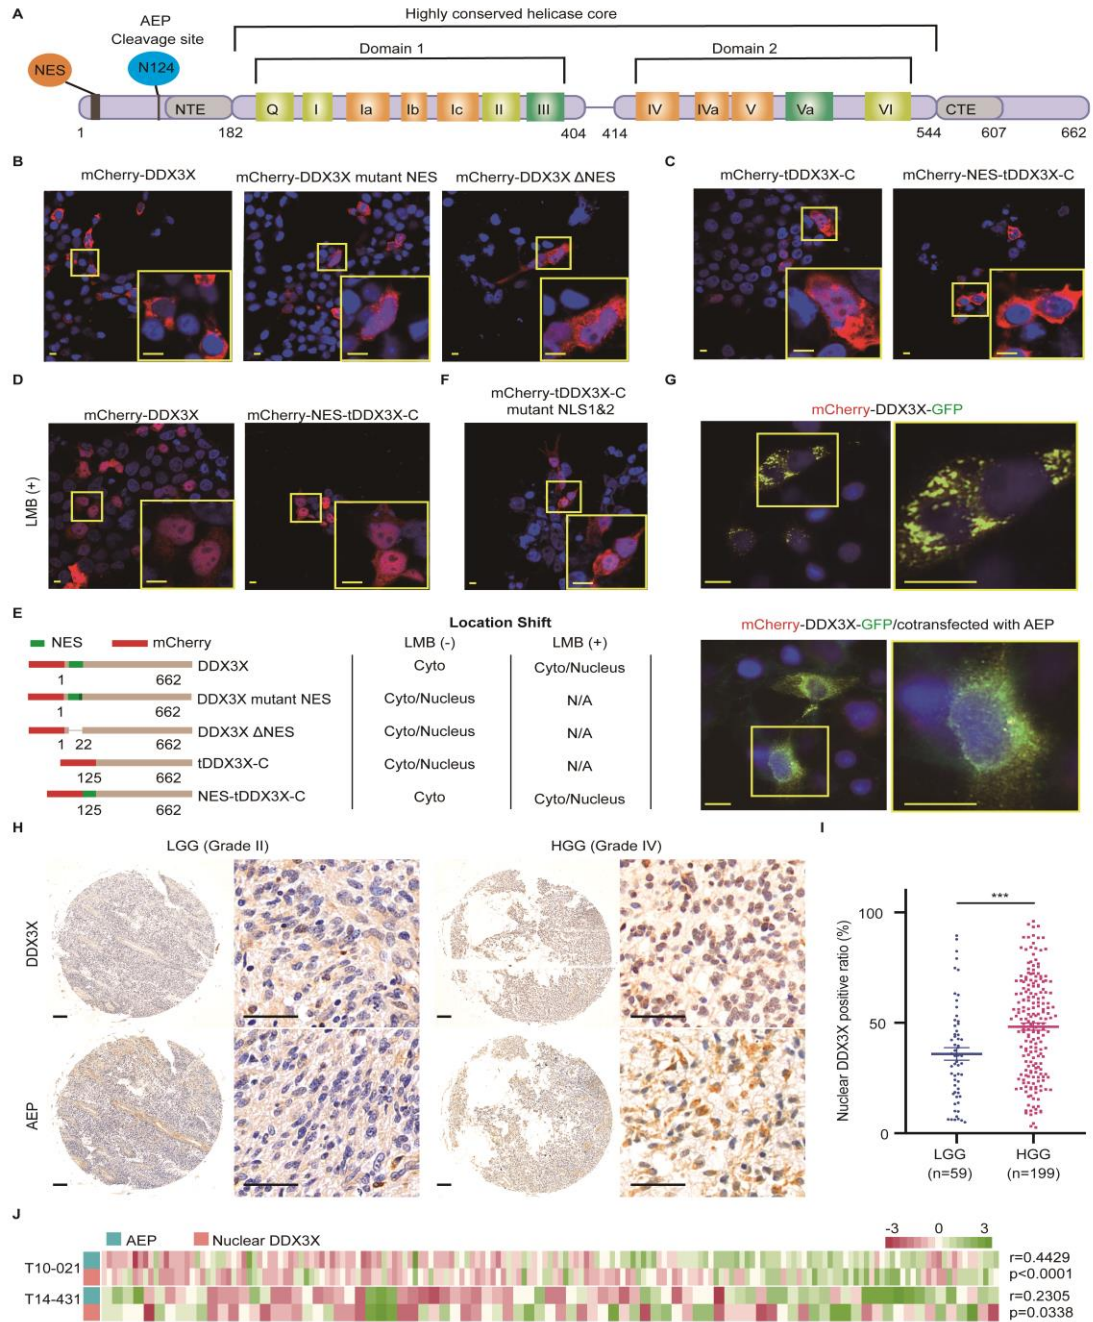 A
Highly conserved helicase core
AEP
Cleavage site
Domain 1
Domain 2
NES
N124
NTE
Q
I
Ia
Ib
Ic
II
III
IV
IVa
V
Va
VI
CTE
1
182
404
414
544
607
662
B
mCherry-DDX3X
mCherry-DDX3X mutant NES
mCherry-DDX3X ΔNES
C
mCherry-tDDX3X-C
mCherry-NES-tDDX3X-C
D
mCherry-DDX3X
mCherry-NES-tDDX3X-C
LMB (+)
F
mCherry-tDDX3X-C
mutant NLS1&2
G
mCherry-DDX3X-GFP
mCherry-DDX3X-GFP/cotransfected with AEP
E
NES
mCherry
Location Shift
LMB (-)
LMB (+)
DDX3X
1
662
Cyto
Cyto/Nucleus
DDX3X mutant NES
1
662
Cyto/Nucleus
N/A
DDX3X ΔNES
1
22
662
Cyto/Nucleus
N/A
tDDX3X-C
125
662
Cyto/Nucleus
N/A
NES-tDDX3X-C
125
662
Cyto
Cyto/Nucleus
H
LGG (Grade II)
HGG (Grade IV)
DDX3X
AEP
I
Nuclear DDX3X positive ratio (%)
***
100
50
0
LGG
(n=59)
HGG
(n=199)
J
AEP
Nuclear DDX3X
-3
0
3
T10-021
r=0.4429
p<0.0001
T14-431
r=0.2305
p=0.0338